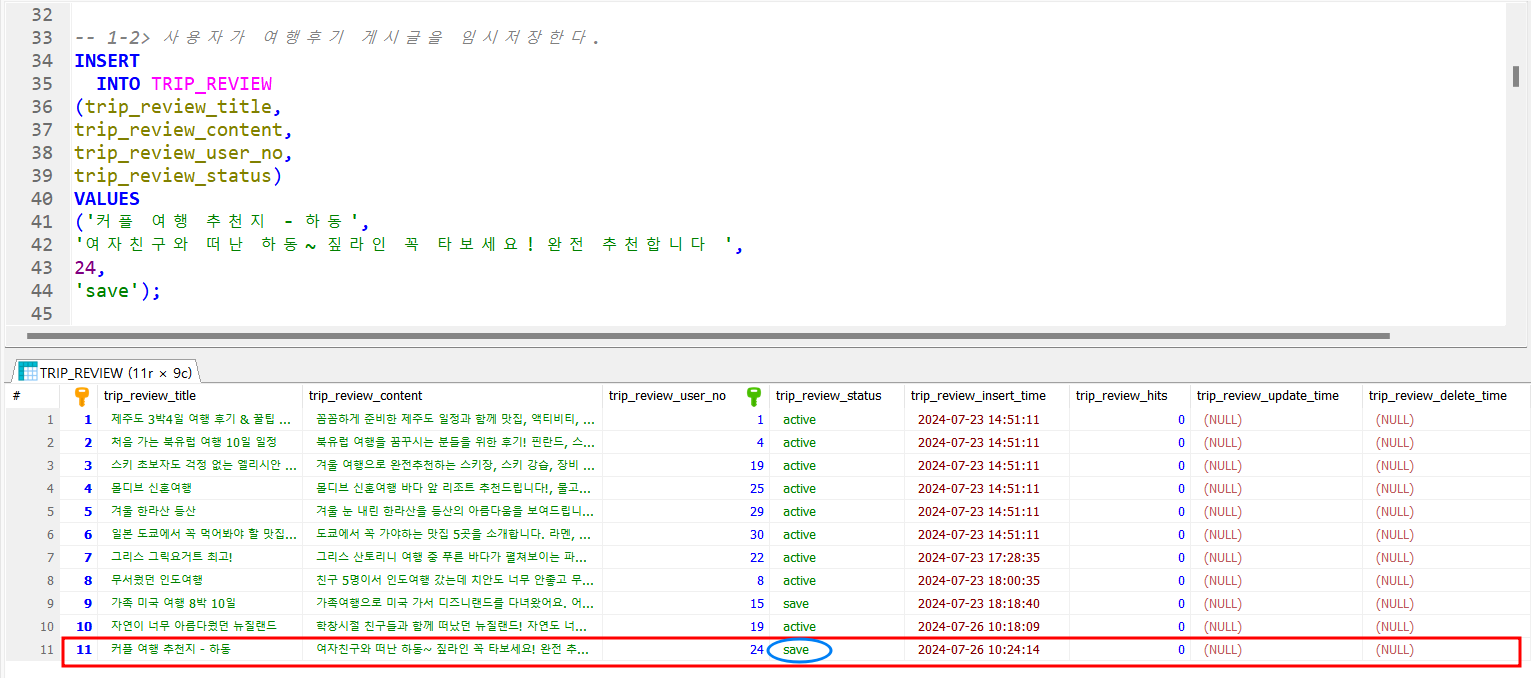 32
33 -- 1-2> 사용자가 여행후기 게시글을 임시저장한다.
34 INSERT
35 INTO TRIP_REVIEW
36 (trip_review_title,
37 trip_review_content,
38 trip_review_user_no,
39 trip_review_status)
40 VALUES
41 ('커플 여행 추천지 - 하동',
42 '여자친구와 떠난 하동~ 짚라인 꼭 타보세요! 완전 추천합니다 ',
43 24,
44 'save');
45
TRIP_REVIEW (11r × 9c)
# trip_review_title trip_review_content trip_review_user_no trip_review_status trip_review_insert_time trip_review_hits trip_review_update_time trip_review_delete_time
1 1 제주도 3박4일 여행 후기 & 꿀팁 ... 꼼꼼하게 준비한 제주도 일정과 함께 맛집, 액티비티, ... 1 active 2024-07-23 14:51:11 0 (NULL) (NULL)
2 2 처음 가는 북유럽 여행 10일 일정 북유럽 여행을 꿈꾸시는 분들을 위한 후기! 핀란드, 스... 4 active 2024-07-23 14:51:11 0 (NULL) (NULL)
3 3 스키 초보자도 걱정 없는 엘리시안 ... 겨울 여행으로 완전추천하는 스키장, 스키 강습, 장비 ... 19 active 2024-07-23 14:51:11 0 (NULL) (NULL)
4 4 몰디브 신혼여행 몰디브 신혼여행 바다 앞 리조트 추천드립니다!, 물고... 25 active 2024-07-23 14:51:11 0 (NULL) (NULL)
5 5 겨울 한라산 등산 겨울 눈 내린 한라산을 등산의 아름다움을 보여드립니... 29 active 2024-07-23 14:51:11 0 (NULL) (NULL)
6 6 일본 도쿄에서 꼭 먹어봐야 할 맛집... 도쿄에서 꼭 가야하는 맛집 5곳을 소개합니다. 라멘, ... 30 active 2024-07-23 14:51:11 0 (NULL) (NULL)
7 7 그리스 그릭요거트 최고! 그리스 산토리니 여행 중 푸른 바다가 펼쳐보이는 파... 22 active 2024-07-23 17:28:35 0 (NULL) (NULL)
8 8 무서웠던 인도여행 친구 5명이서 인도여행 갔는데 치안도 너무 안좋고 무... 8 active 2024-07-23 18:00:35 0 (NULL) (NULL)
9 9 가족 미국 여행 8박 10일 가족여행으로 미국 가서 디즈니랜드를 다녀왔어요. 어... 15 save 2024-07-23 18:18:40 0 (NULL) (NULL)
10 10 자연이 너무 아름다웠던 뉴질랜드 학창시절 친구들과 함께 떠났던 뉴질랜드! 자연도 너... 19 active 2024-07-26 10:18:09 0 (NULL) (NULL)
11 11 커플 여행 추천지 - 하동 여자친구와 떠난 하동~ 짚라인 꼭 타보세요! 완전 추... 24 save 2024-07-26 10:24:14 0 (NULL) (NULL)